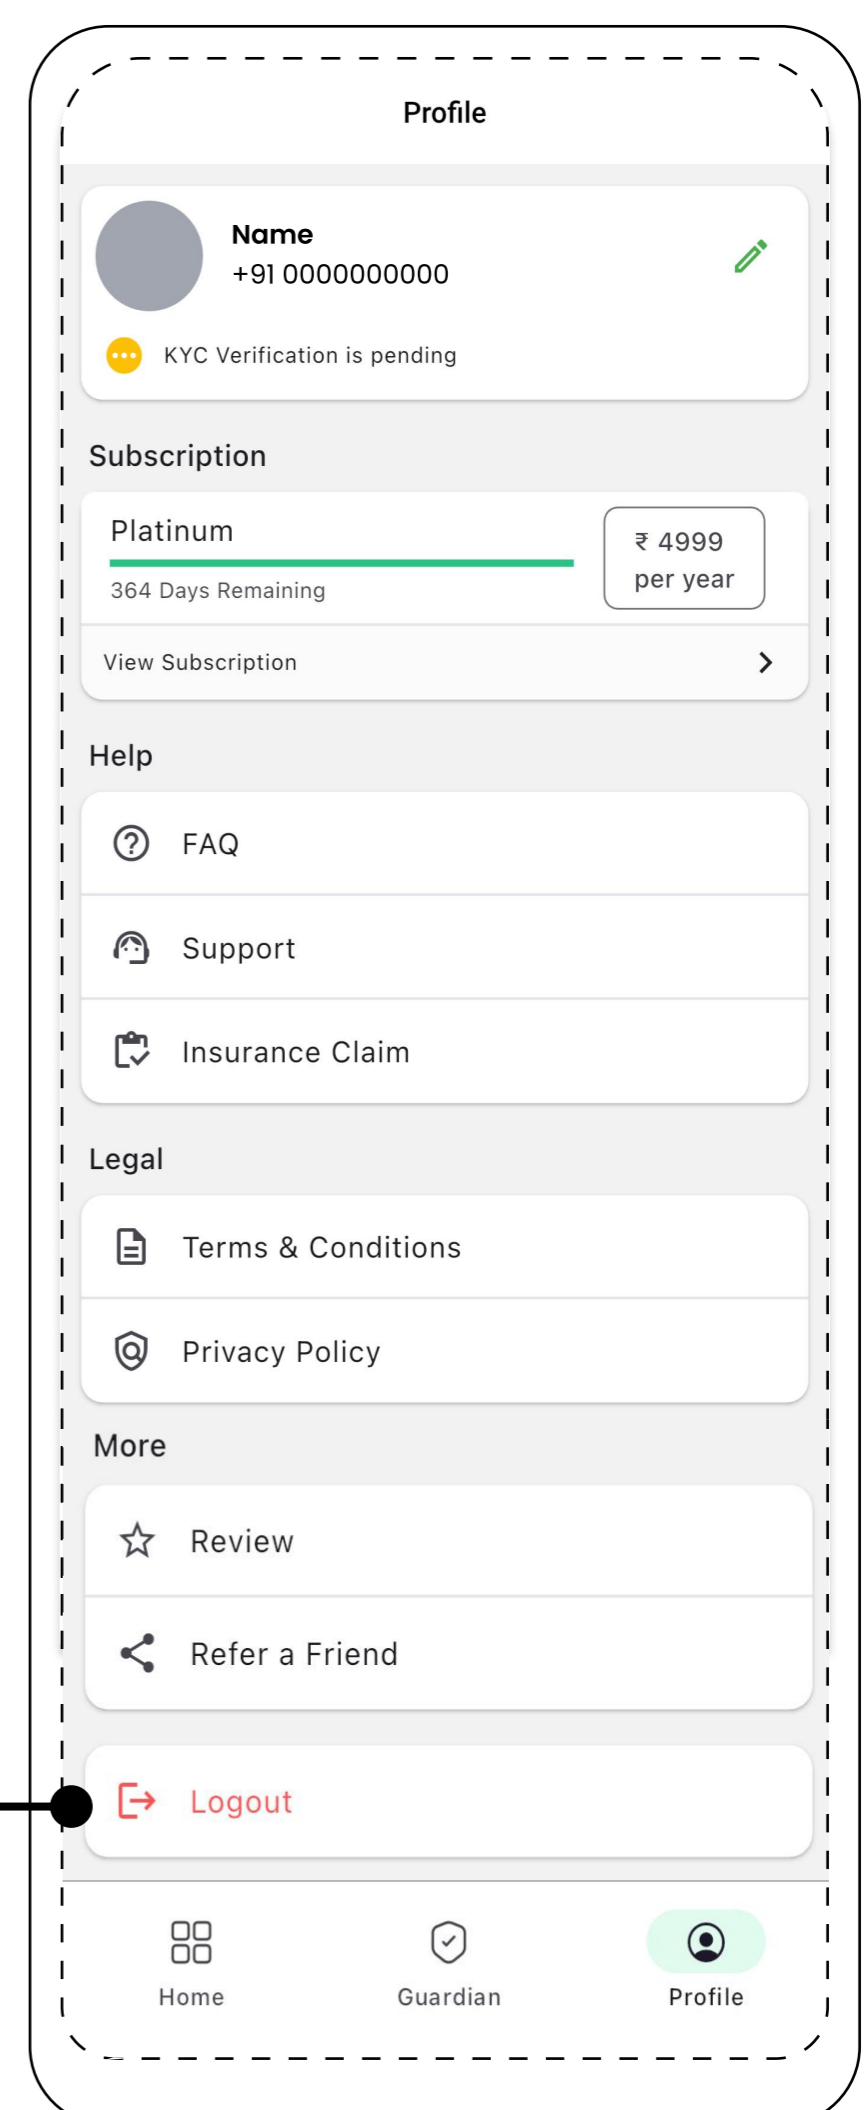 Profile
Name
+91 0000000000
KYC Verification is pending
Subscription
Platinum
₹ 4999
per year
364 Days Remaining
View Subscription
Help
FAQ
Support
Insurance Claim
Legal
Terms & Conditions
Privacy Policy
More
Review
Refer a Friend
Logout
Home
Guardian
Profile